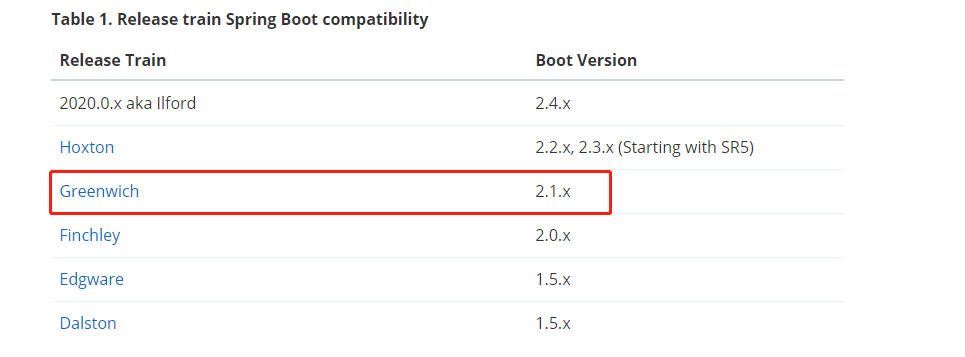 Table 1. Release train Spring Boot compatibility
Release Train Boot Version
2020.0.x aka Ilford 2.4.x
Hoxton 2.2.x, 2.3.x (Starting with SR5)
Greenwich 2.1.x
Finchley 2.0.x
Edgware 1.5.x
Dalston 1.5.x